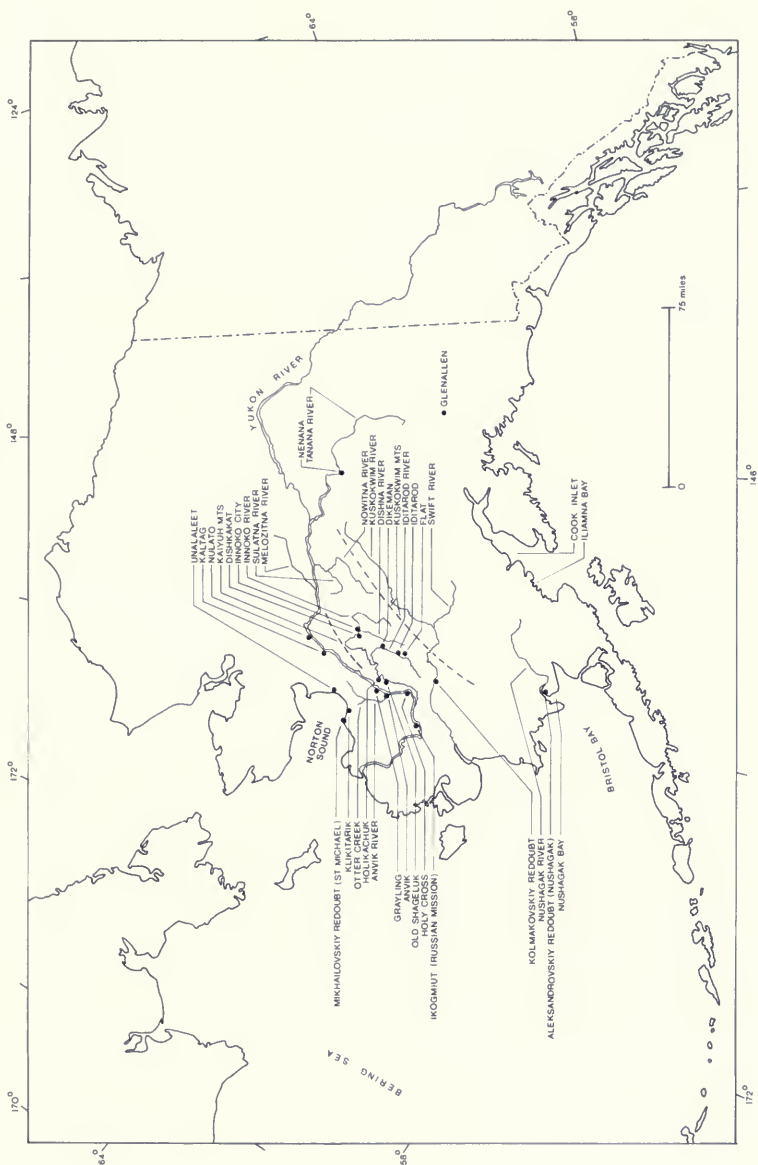 124°
148°
172°
170°
64°
58°
64°
58°
146°
172°
YUKON RIVER
NENANA
TANANA RIVER
GLENALLEN
75 miles
0
UNALALEET
KALTAG
NULATO
KAIYUH MTS
DISHKAKAT
INNOKO CITY
INNOKO RIVER
SULATNA RIVER
MELOZITNA RIVER
NOWITNA RIVER
KUSKOKWIM RIVER
DISHNA RIVER
DIKEMAN
KUSKOKWIM MTS
IDITAROD RIVER
IDITAROD
FLAT
SWIFT RIVER
COOK INLET
ILIAMNA BAY
NORTON
SOUND
MIKHAILOVSKIY REDOUBT (ST MICHAEL)
KLIKITARIK
OTTER CREEK
HOLIKACHUK
ANVIK RIVER
GRAYLING
ANVIK
OLD SHAGELUK
HOLY CROSS
IKOGMIUT (RUSSIAN MISSION)
KOLMAKOVSKIY REDOUBT
NUSHAGAK RIVER
ALEKSANDROVSKIY REDOUBT (NUSHAGAK)
NUSHAGAK BAY
BRISTOL BAY
BERING SEA